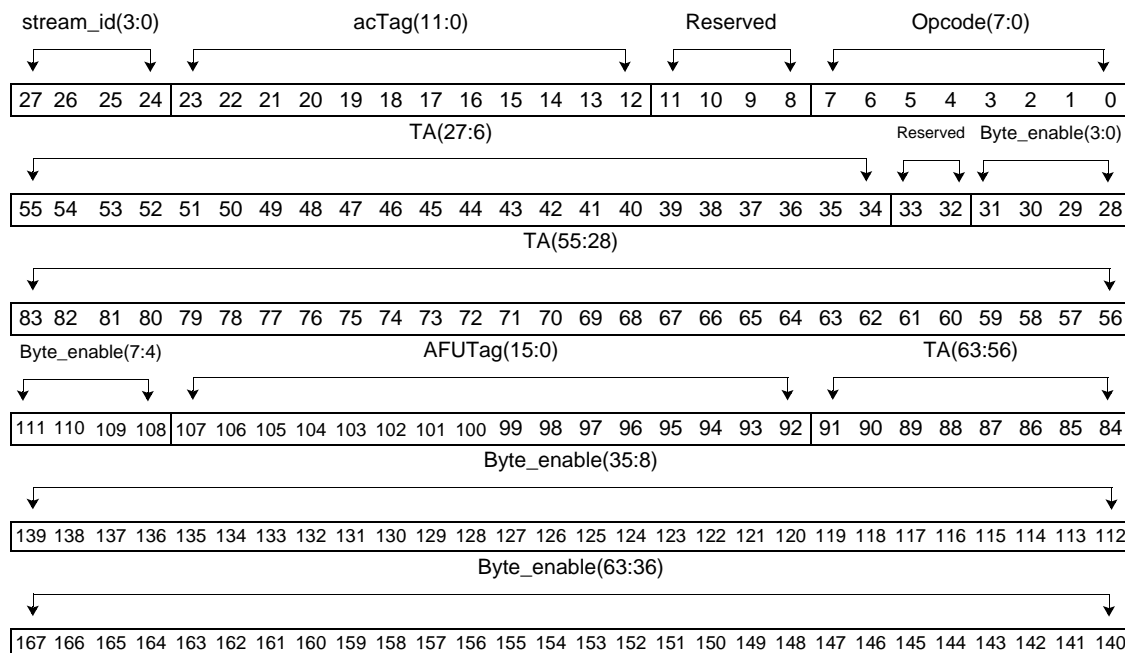 stream_id(3:0) acTag(11:0) Reserved Opcode(7:0)
27 26 25 24 23 22 21 20 19 18 17 16 15 14 13 12 11 10 9 8 7 6 5 4 3 2 1 0
TA(27:6) Reserved Byte_enable(3:0)
55 54 53 52 51 50 49 48 47 46 45 44 43 42 41 40 39 38 37 36 35 34 33 32 31 30 29 28
TA(55:28)
83 82 81 80 79 78 77 76 75 74 73 72 71 70 69 68 67 66 65 64 63 62 61 60 59 58 57 56
Byte_enable(7:4) AFUTag(15:0) TA(63:56)
111 110 109 108 107 106 105 104 103 102 101 100 99 98 97 96 95 94 93 92 91 90 89 88 87 86 85 84
Byte_enable(35:8)
139 138 137 136 135 134 133 132 131 130 129 128 127 126 125 124 123 122 121 120 119 118 117 116 115 114 113 112
Byte_enable(63:36)
167 166 165 164 163 162 161 160 159 158 157 156 155 154 153 152 151 150 149 148 147 146 145 144 143 142 141 140